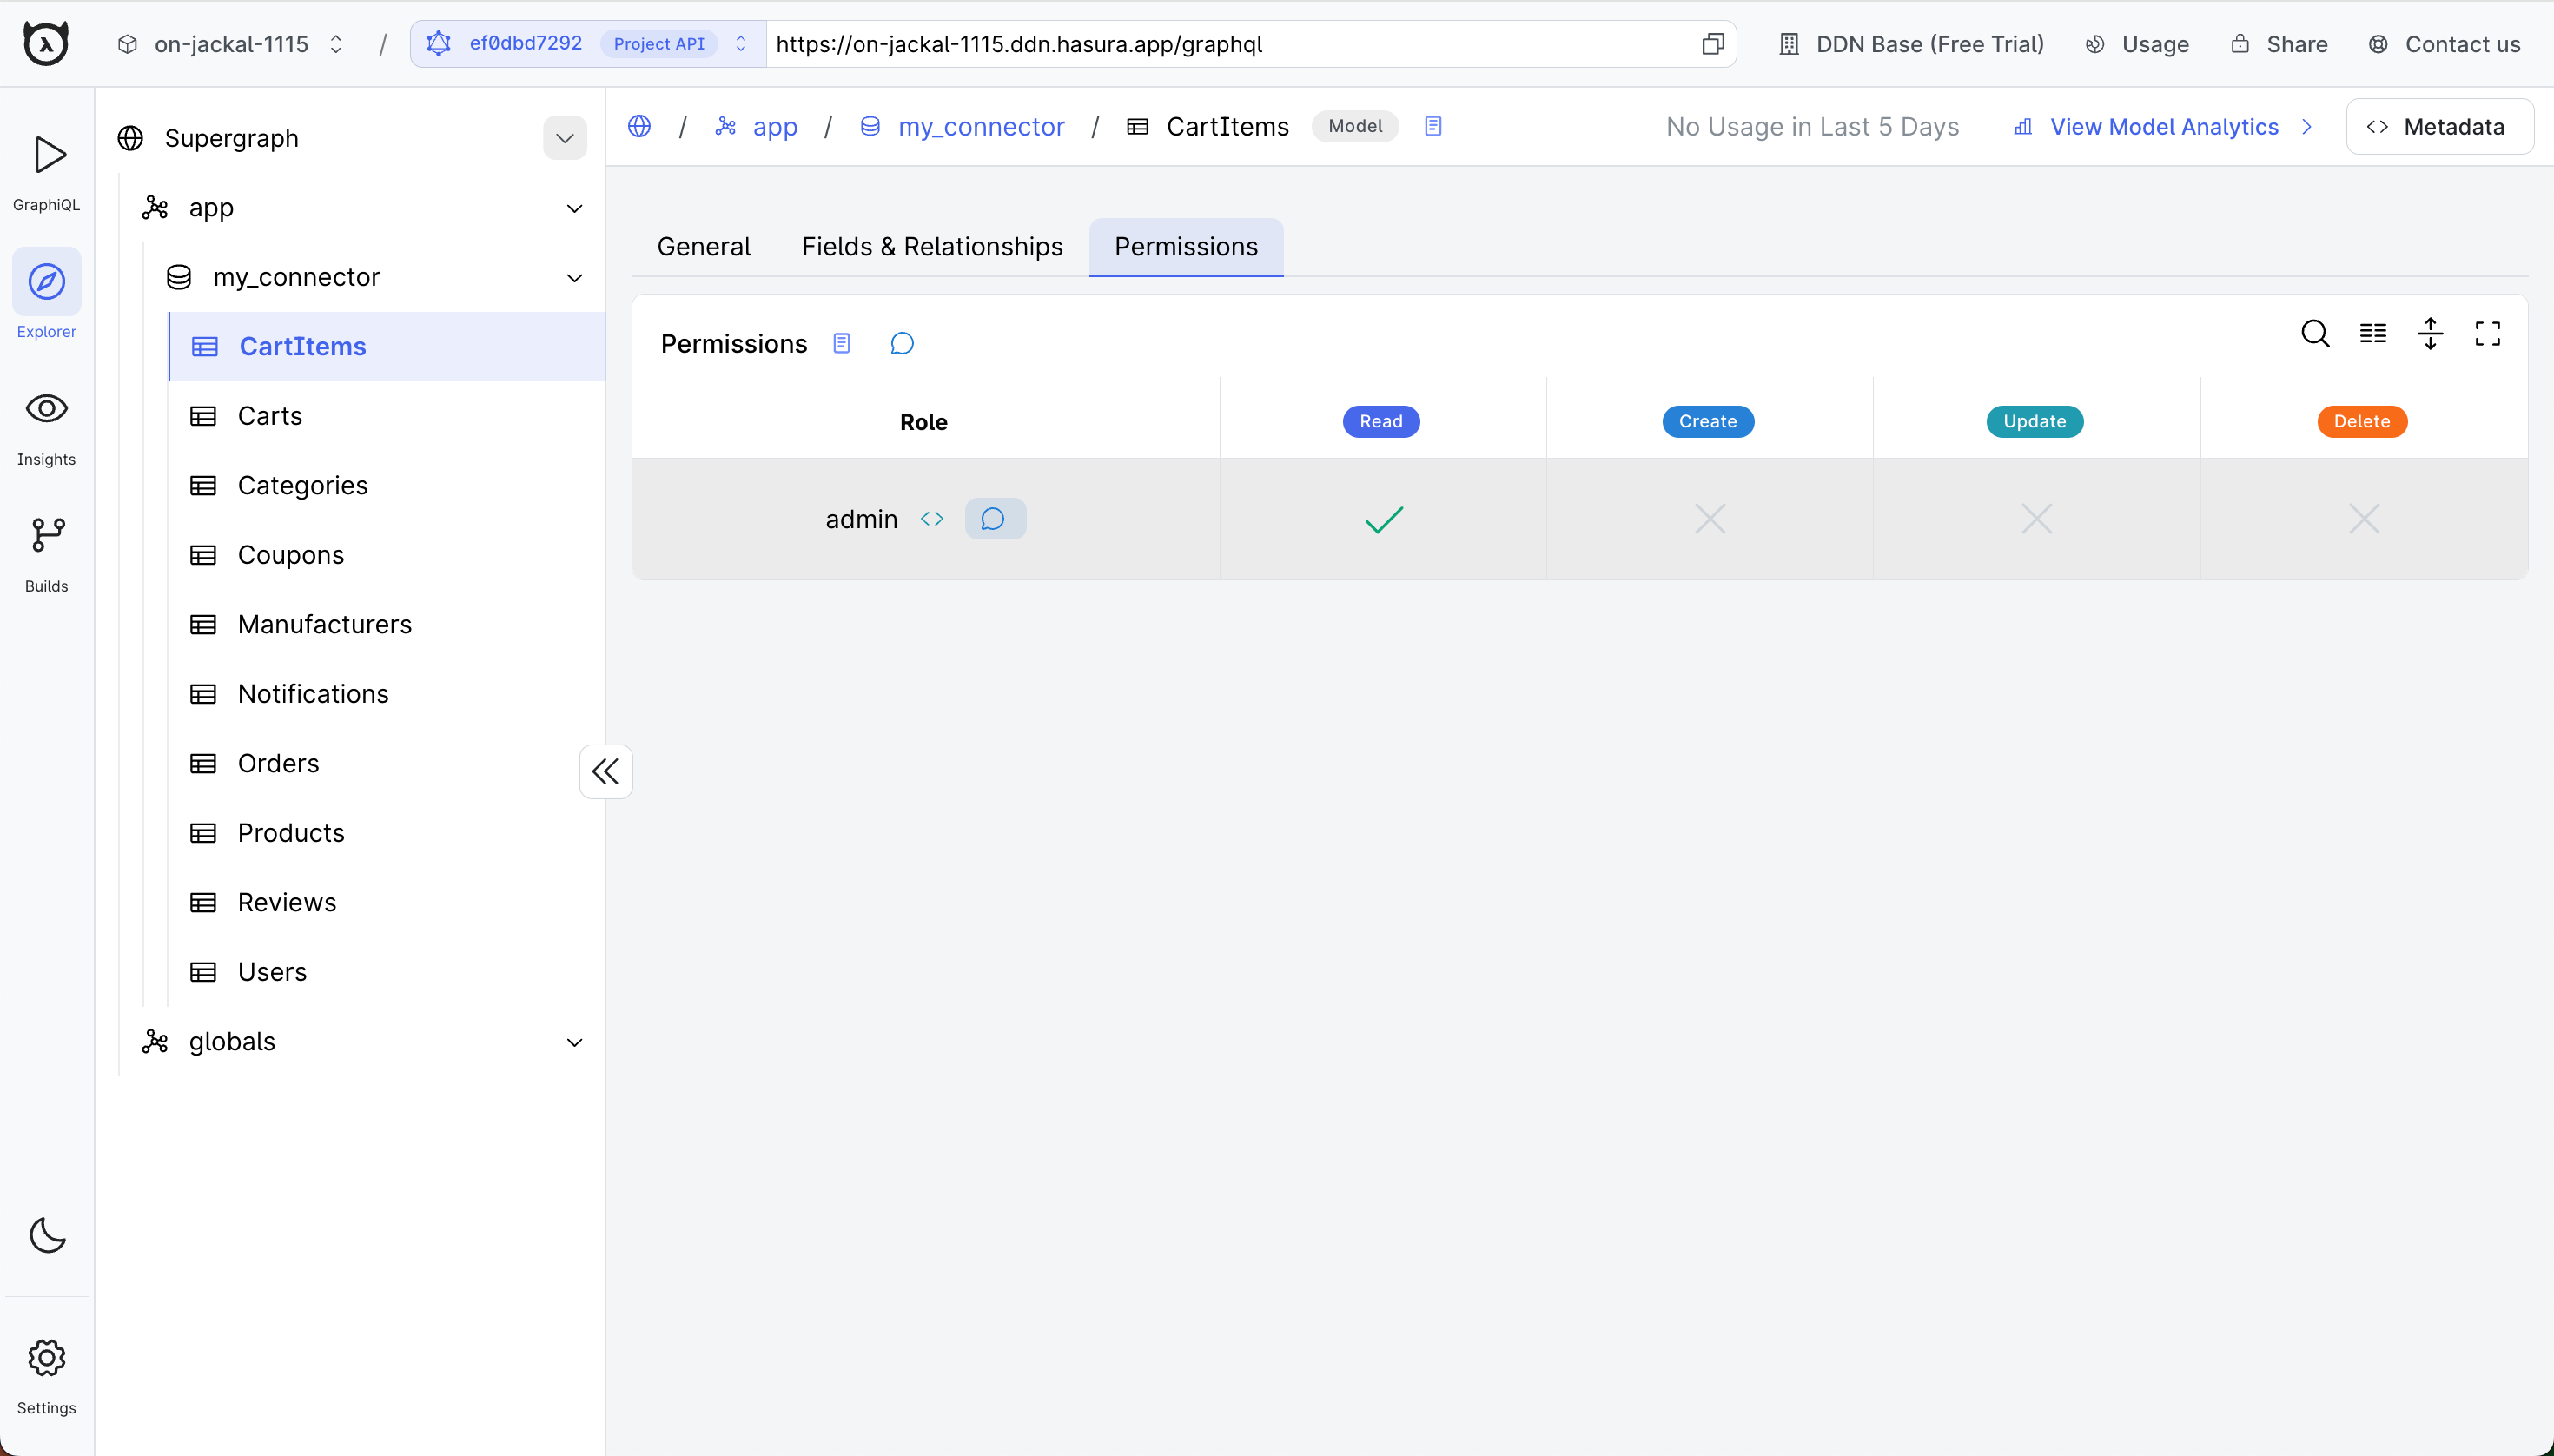 on-jackal-1115 / ef0dbd7292 Project API https://on-jackal-1115.ddn.hasura.app/graphql DDN Base (Free Trial) Usage Share Contact us
GraphiQL
Explorer
Insights
Builds
Settings
Supergraph
app
my_connector
CartItems
Carts
Categories
Coupons
Manufacturers
Notifications
Orders
Products
Reviews
Users
globals
/ app / my_connector / CartItems Model No Usage in Last 5 Days View Model Analytics Metadata
General Fields & Relationships Permissions
Permissions
Role Read Create Update Delete
admin